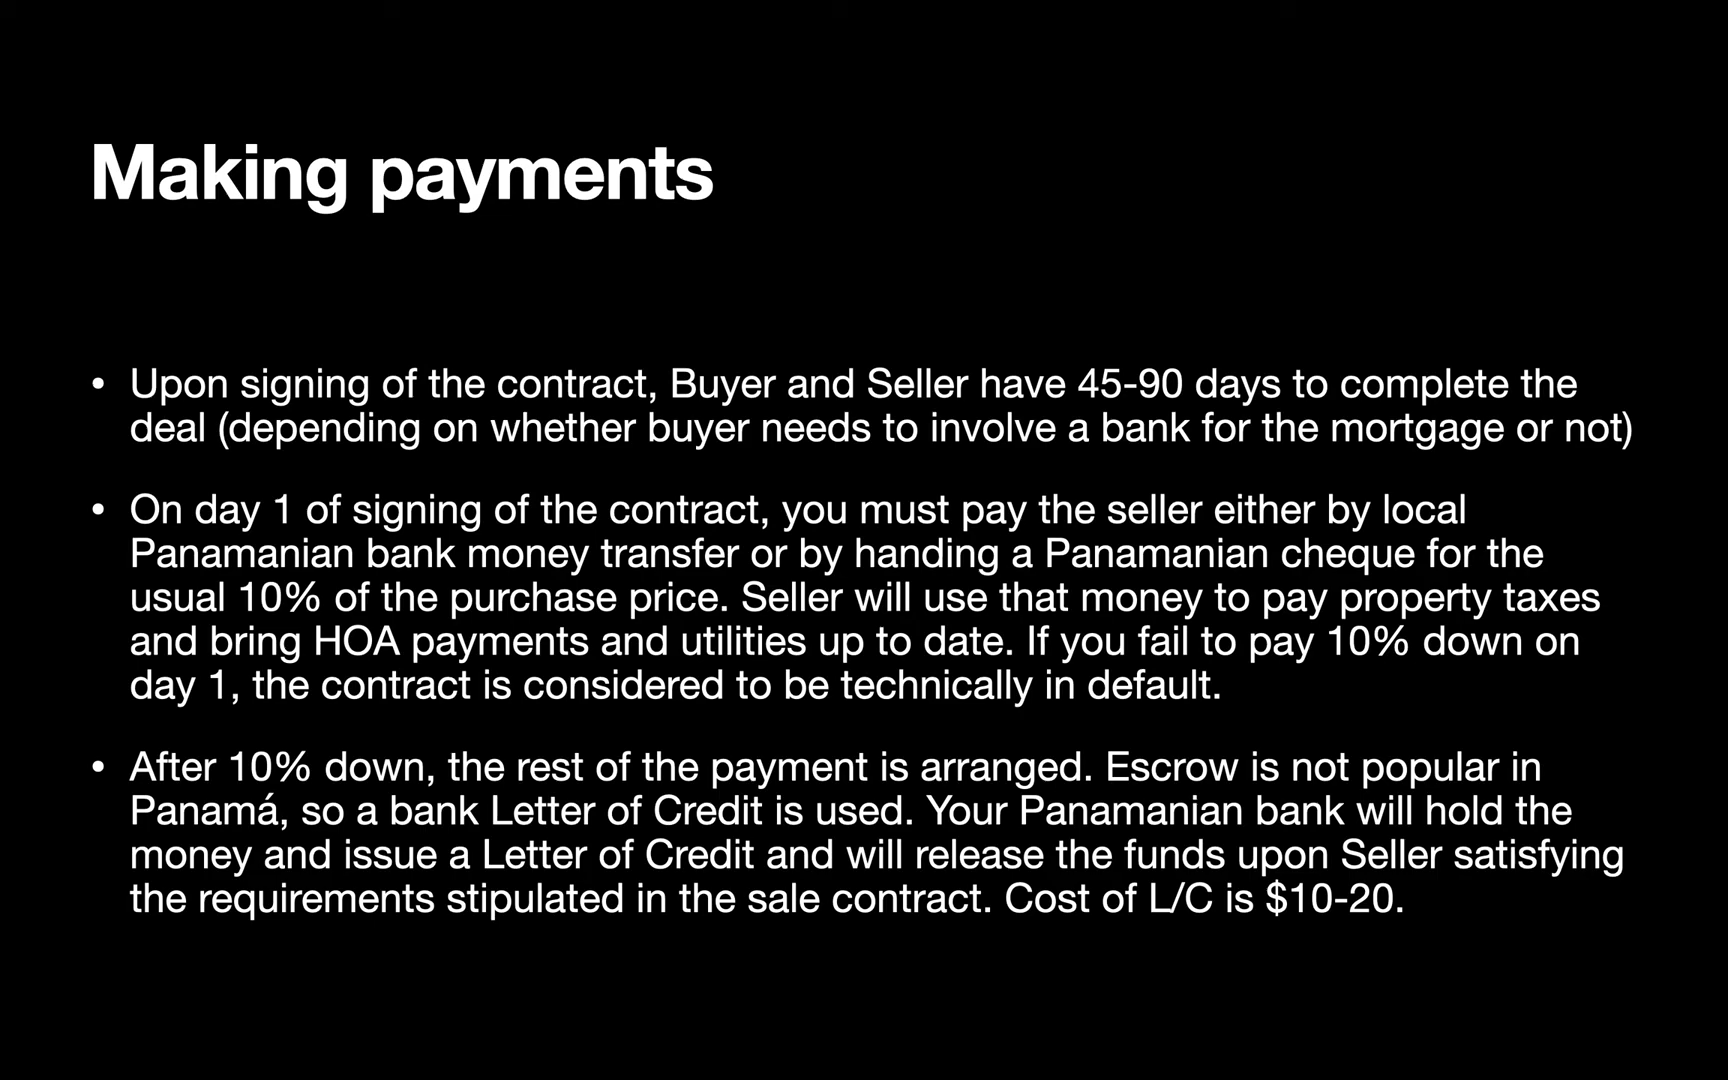 Making payments
• Upon signing of the contract, Buyer and Seller have 45-90 days to complete the
deal (depending on whether buyer needs to involve a bank for the mortgage or not)
• On day 1 of signing of the contract, you must pay the seller either by local
Panamanian bank money transfer or by handing a Panamanian cheque for the
usual 10% of the purchase price. Seller will use that money to pay property taxes
and bring HOA payments and utilities up to date. If you fail to pay 10% down on
day 1, the contract is considered to be technically in default.
• After 10% down, the rest of the payment is arranged. Escrow is not popular in
Panamá, so a bank Letter of Credit is used. Your Panamanian bank will hold the
money and issue a Letter of Credit and will release the funds upon Seller satisfying
the requirements stipulated in the sale contract. Cost of L/C is $10-20.